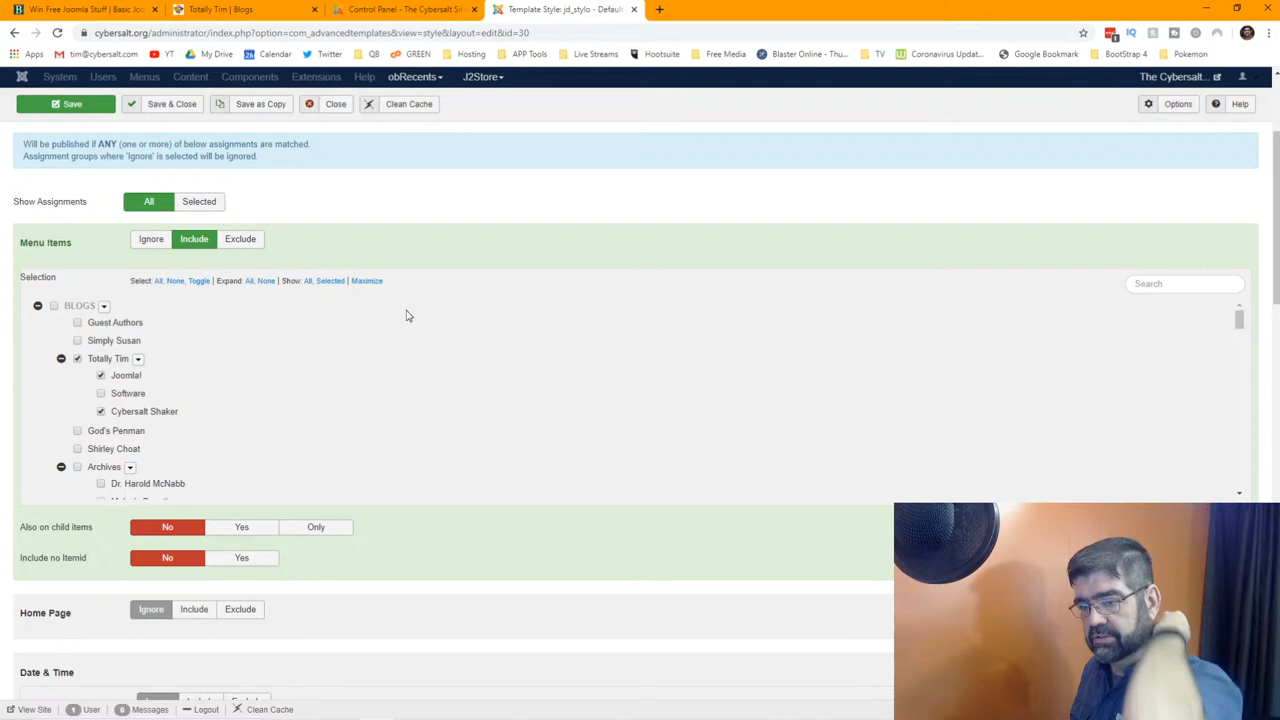 Win Free Joomla Stuff | Basic Joo
Totally Tim | Blogs
Control Panel - The Cybersalt Sit
Template Style: jd_stylo - Default
cybersalt.org/administrator/index.php?option=com_advancedtemplates&view=style&layout=edit&id=30
Apps tim@cybersalt.com YT My Drive Calendar Twitter QB GREEN Hosting APP Tools Live Streams Hootsuite Free Media Blaster Online - Thu... TV Coronavirus Updat... Google Bookmark BootStrap 4 Pokemon
System Users Menus Content Components Extensions Help obRecents J2Store The Cybersalt...
Save Save & Close Save as Copy Close Clean Cache Options Help
Will be published if ANY (one or more) of below assignments are matched.
Assignment groups where 'Ignore' is selected will be ignored.
Show Assignments All Selected
Menu Items Ignore Include Exclude
Selection Select: All, None, Toggle | Expand: All, None | Show: All, Selected | Maximize Search
BLOGS
Guest Authors
Simply Susan
Totally Tim
Joomla!
Software
Cybersalt Shaker
God's Penman
Shirley Choat
Archives
Dr. Harold McNabb
Also on child items No Yes Only
Include no Itemid No Yes
Home Page Ignore Include Exclude
Date & Time
View Site 1 User 6 Messages Logout Clean Cache